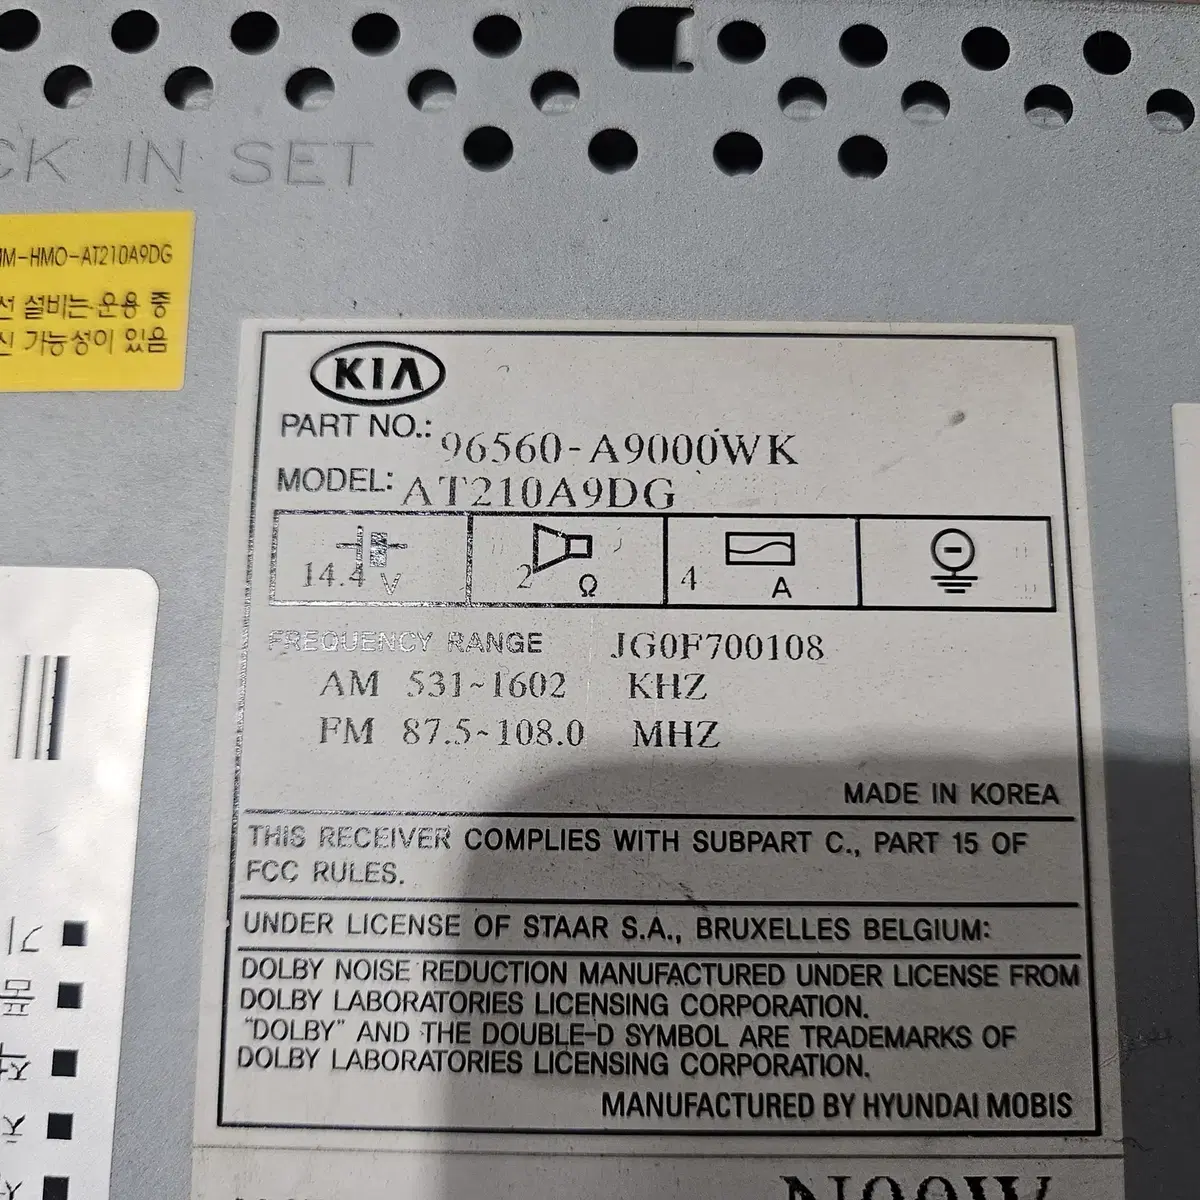 CK IN SET
MM-HMO-AT210A9DG
선 설비는 운용 중
신 가능성이 있음
KIA
PART NO.: 96560-A9000WK
MODEL: AT210A9DG
14.4 V 2 Ω 4 A
FREQUENCY RANGE JG0F700108
AM 531~1602 KHZ
FM 87.5~108.0 MHZ
MADE IN KOREA
THIS RECEIVER COMPLIES WITH SUBPART C., PART 15 OF
FCC RULES.
UNDER LICENSE OF STAAR S.A., BRUXELLES BELGIUM:
DOLBY NOISE REDUCTION MANUFACTURED UNDER LICENSE FROM
DOLBY LABORATORIES LICENSING CORPORATION.
"DOLBY" AND THE DOUBLE-D SYMBOL ARE TRADEMARKS OF
DOLBY LABORATORIES LICENSING CORPORATION.
MANUFACTURED BY HYUNDAI MOBIS